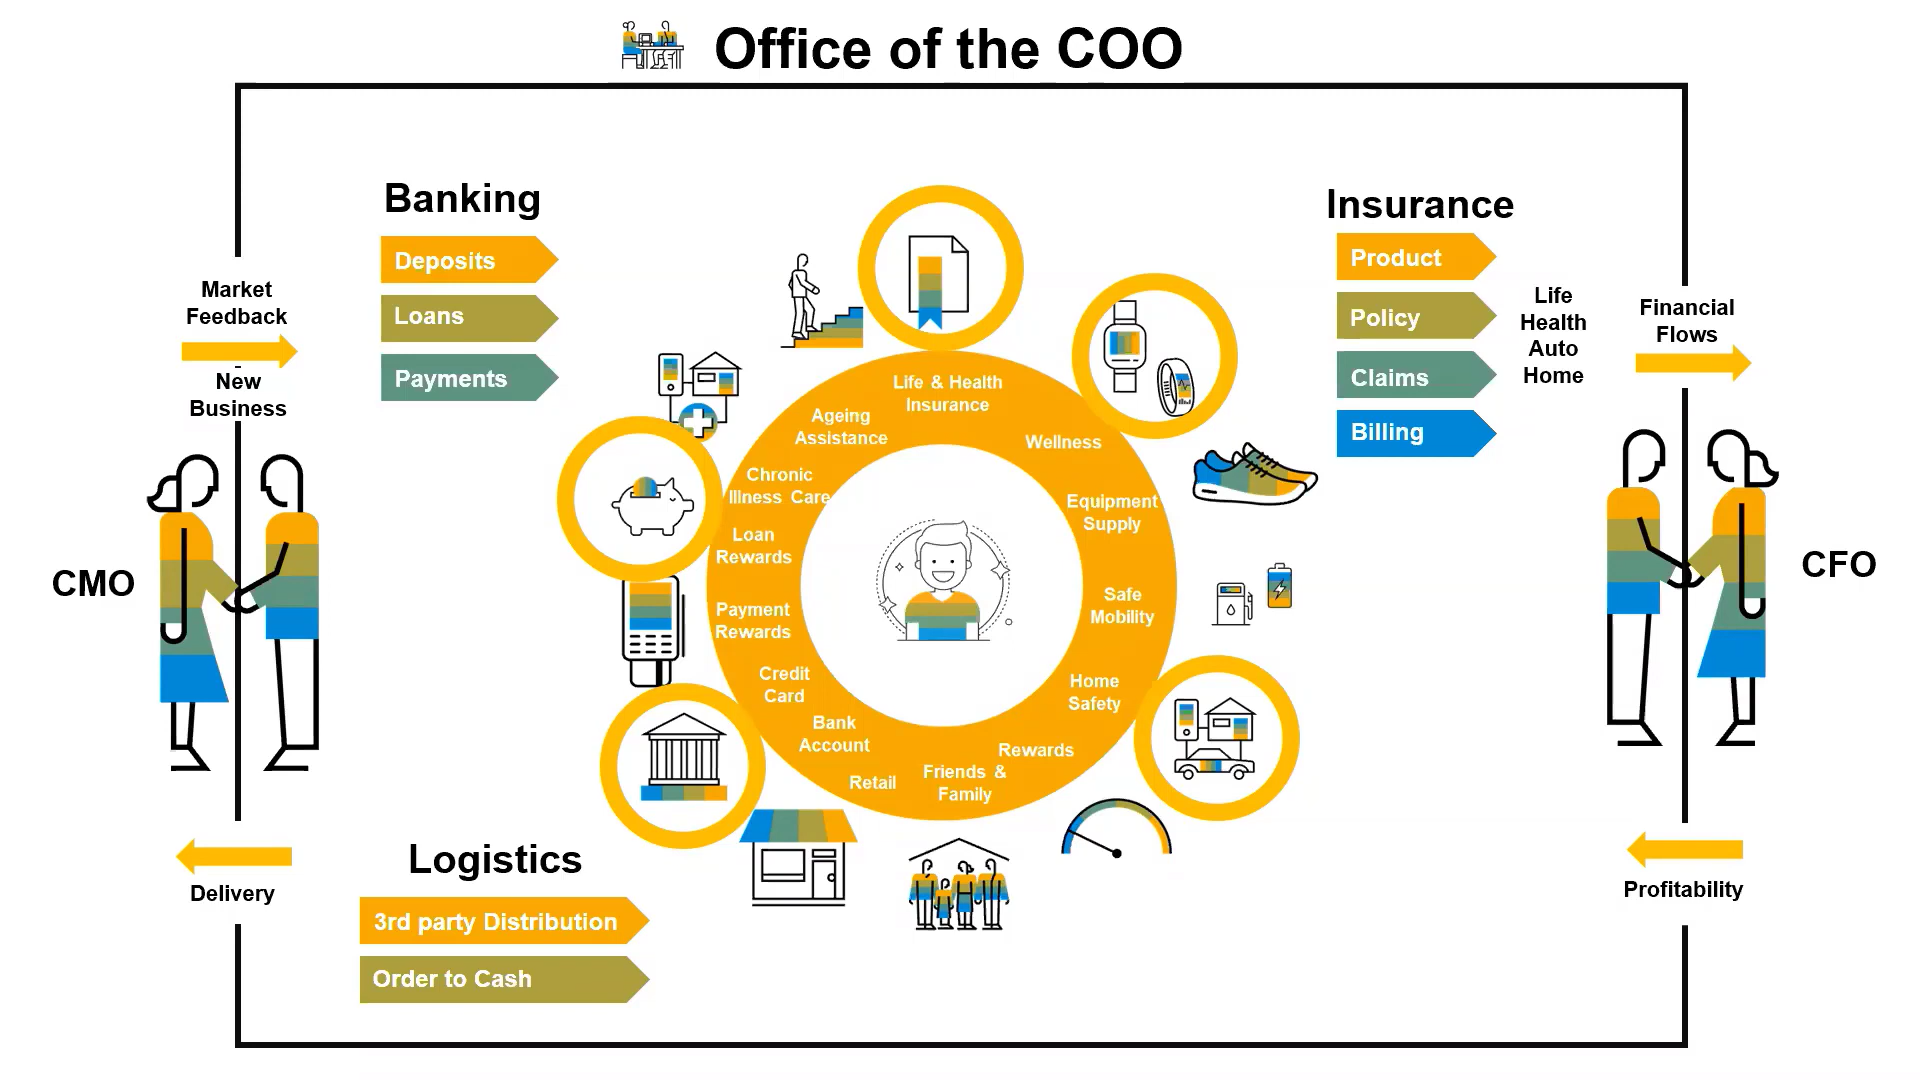 Office of the COO
Banking
Deposits
Loans
Payments
Insurance
Product
Policy
Claims
Billing
Life
Health
Auto
Home
Market
Feedback
New
Business
Financial
Flows
CMO
CFO
Life & Health
Insurance
Wellness
Equipment
Supply
Safe
Mobility
Home
Safety
Rewards
Friends &
Family
Retail
Bank
Account
Credit
Card
Payment
Rewards
Loan
Rewards
Chronic
Illness Care
Ageing
Assistance
Delivery
Profitability
Logistics
3rd party Distribution
Order to Cash